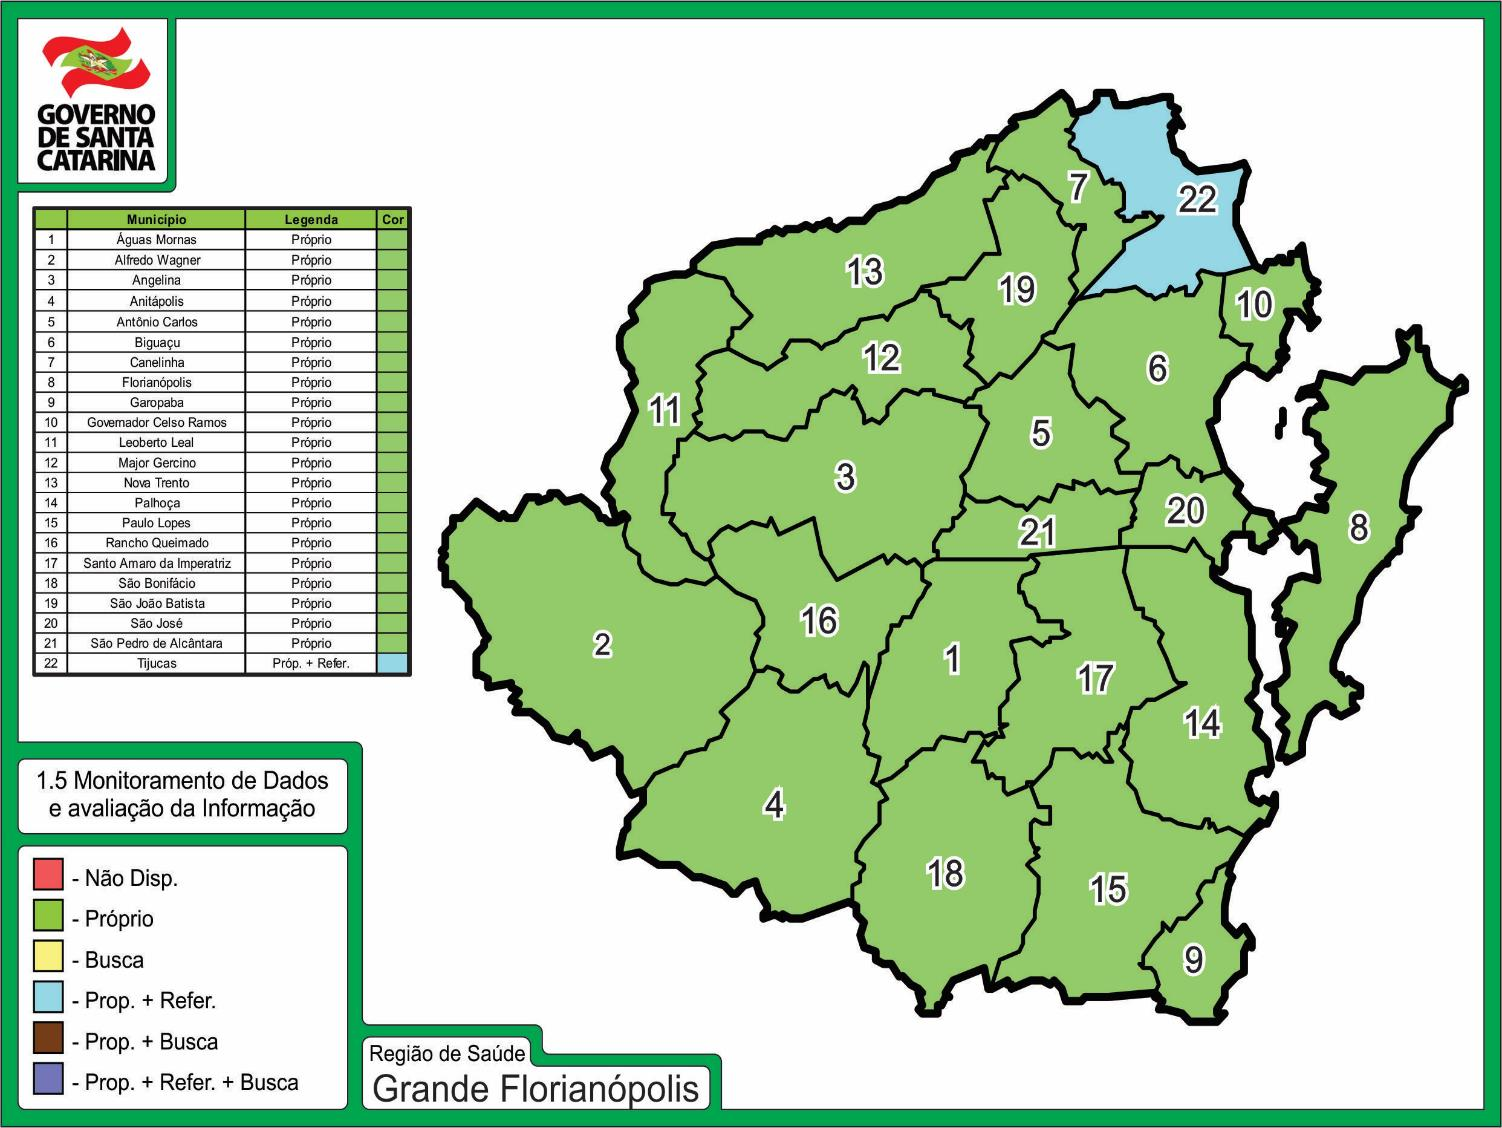 GOVERNO
DE SANTA
CATARINA
Município Legenda Cor
1 Águas Mornas Próprio
2 Alfredo Wagner Próprio
3 Angelina Próprio
4 Anitápolis Próprio
5 Antônio Carlos Próprio
6 Biguaçu Próprio
7 Canelinha Próprio
8 Florianópolis Próprio
9 Garopaba Próprio
10 Governador Celso Ramos Próprio
11 Leoberto Leal Próprio
12 Major Gercino Próprio
13 Nova Trento Próprio
14 Palhoça Próprio
15 Paulo Lopes Próprio
16 Rancho Queimado Próprio
17 Santo Amaro da Imperatriz Próprio
18 São Bonifácio Próprio
19 São João Batista Próprio
20 São José Próprio
21 São Pedro de Alcântara Próprio
22 Tijucas Próp. + Refer.
1.5 Monitoramento de Dados
e avaliação da Informação
- Não Disp.
- Próprio
- Busca
- Prop. + Refer.
- Prop. + Busca
- Prop. + Refer. + Busca
Região de Saúde
Grande Florianópolis
7
22
13
19
10
12
6
11
5
3
20
21
8
16
2
1
17
14
4
18
15
9